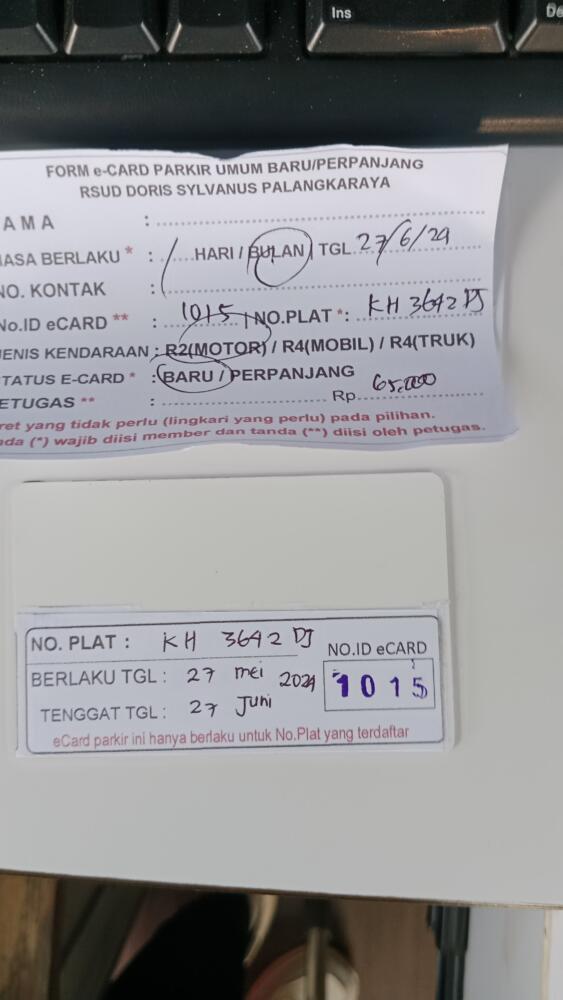 Ins
De
FORM e-CARD PARKIR UMUM BARU/PERPANJANG
RSUD DORIS SYLVANUS PALANGKARAYA
AMA : 
ASA BERLAKU * : / HARI / BULAN / TGL 27/6/24
NO. KONTAK :
No.ID eCARD ** : 1015 NO.PLAT *: KH 3642 DJ
ENIS KENDARAAN : R2(MOTOR) / R4(MOBIL) / R4(TRUK)
TATUS E-CARD * : BARU / PERPANJANG
ETUGAS ** : Rp. 65.000
ret yang tidak perlu (lingkari yang perlu) pada pilihan.
da (*) wajib diisi member dan tanda (**) diisi oleh petugas.
NO. PLAT : KH 3642 DJ
NO.ID eCARD
BERLAKU TGL : 27 mei 2024
1015
TENGGAT TGL : 27 Juni
eCard parkir ini hanya berlaku untuk No.Plat yang terdaftar